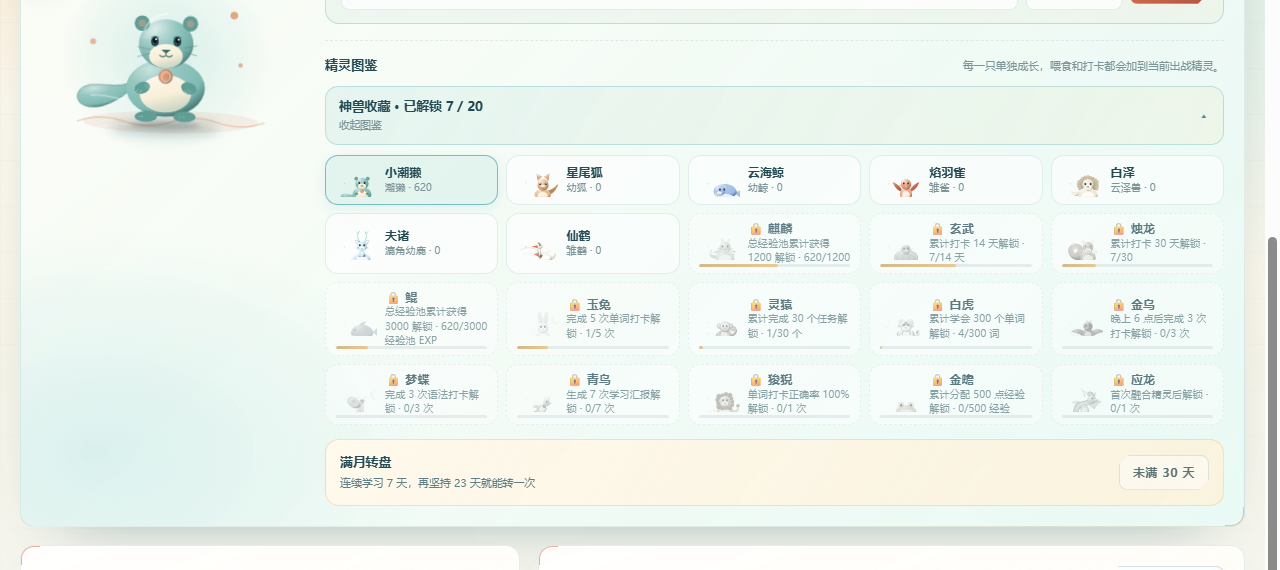 精灵图鉴
每一只单独成长，喂食和打卡都会加到当前出战精灵。
神兽收藏 • 已解锁 7 / 20
收起图鉴
小潮獭
潮獭 · 620
星尾狐
幼狐 · 0
云海鲸
幼鲸 · 0
焰羽雀
雏雀 · 0
白泽
云泽兽 · 0
夫诸
漉角幼鹿 · 0
仙鹤
雏鹤 · 0
麒麟
总经验池累计获得
1200 解锁 · 620/1200
玄武
累计打卡 14 天解锁 ·
7/14 天
烛龙
累计打卡 30 天解锁 ·
7/30
鲲
总经验池累计获得
3000 解锁 · 620/3000
经验池 EXP
玉兔
完成 5 次单词打卡解
锁 · 1/5 次
灵猿
累计完成 30 个任务解
锁 · 1/30 个
白虎
累计学会 300 个单词
解锁 · 4/300 词
金乌
晚上 6 点后完成 3 次
打卡解锁 · 0/3 次
梦蝶
完成 3 次语法打卡解
锁 · 0/3 次
青鸟
生成 7 次学习汇报解
锁 · 0/7 次
狻猊
单词打卡正确率 100%
解锁 · 0/1 次
金蟾
累计分配 500 点经验
解锁 · 0/500 经验
应龙
首次融合精灵后解锁 ·
0/1 次
满月转盘
连续学习 7 天，再坚持 23 天就能转一次
未满 30 天